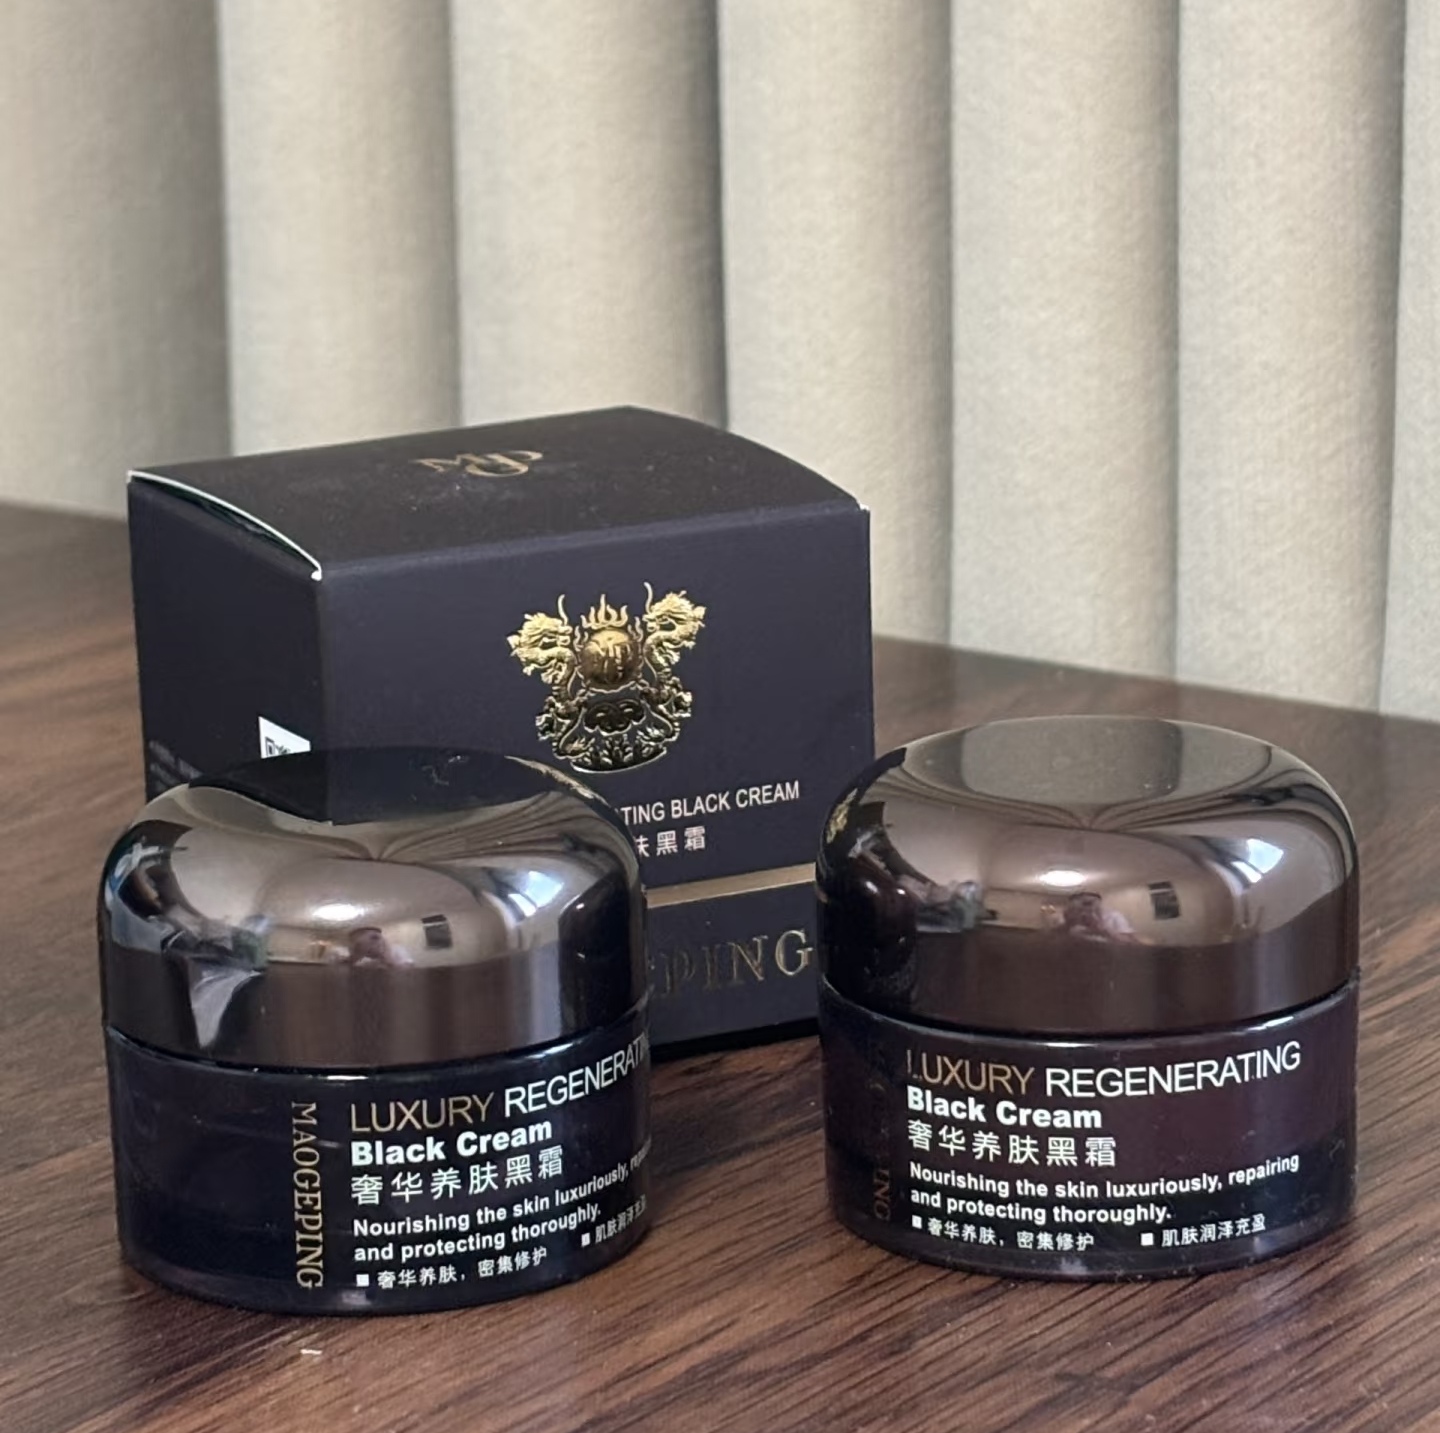 MGP
TING BLACK CREAM
肤黑霜
PING
MAOGEPING
LUXURY REGENERATING
Black Cream
奢华养肤黑霜
Nourishing the skin luxuriously,
and protecting thoroughly.
■ 奢华养肤，密集修护 ■ 肌肤润泽充盈
LUXURY REGENERATING
Black Cream
奢华养肤黑霜
Nourishing the skin luxuriously, repairing
and protecting thoroughly.
■ 奢华养肤，密集修护 ■ 肌肤润泽充盈